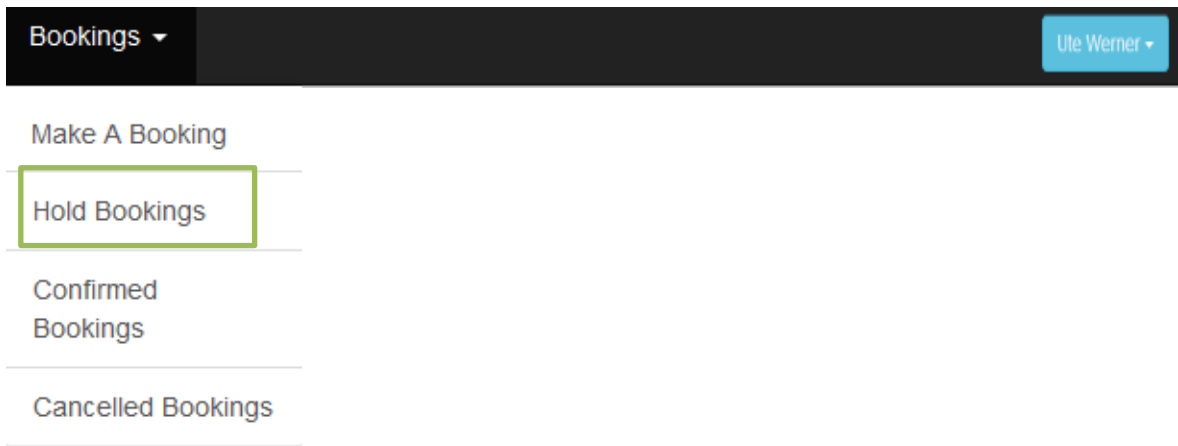 Bookings
Ute Werner
Make A Booking
Hold Bookings
Confirmed
Bookings
Cancelled Bookings